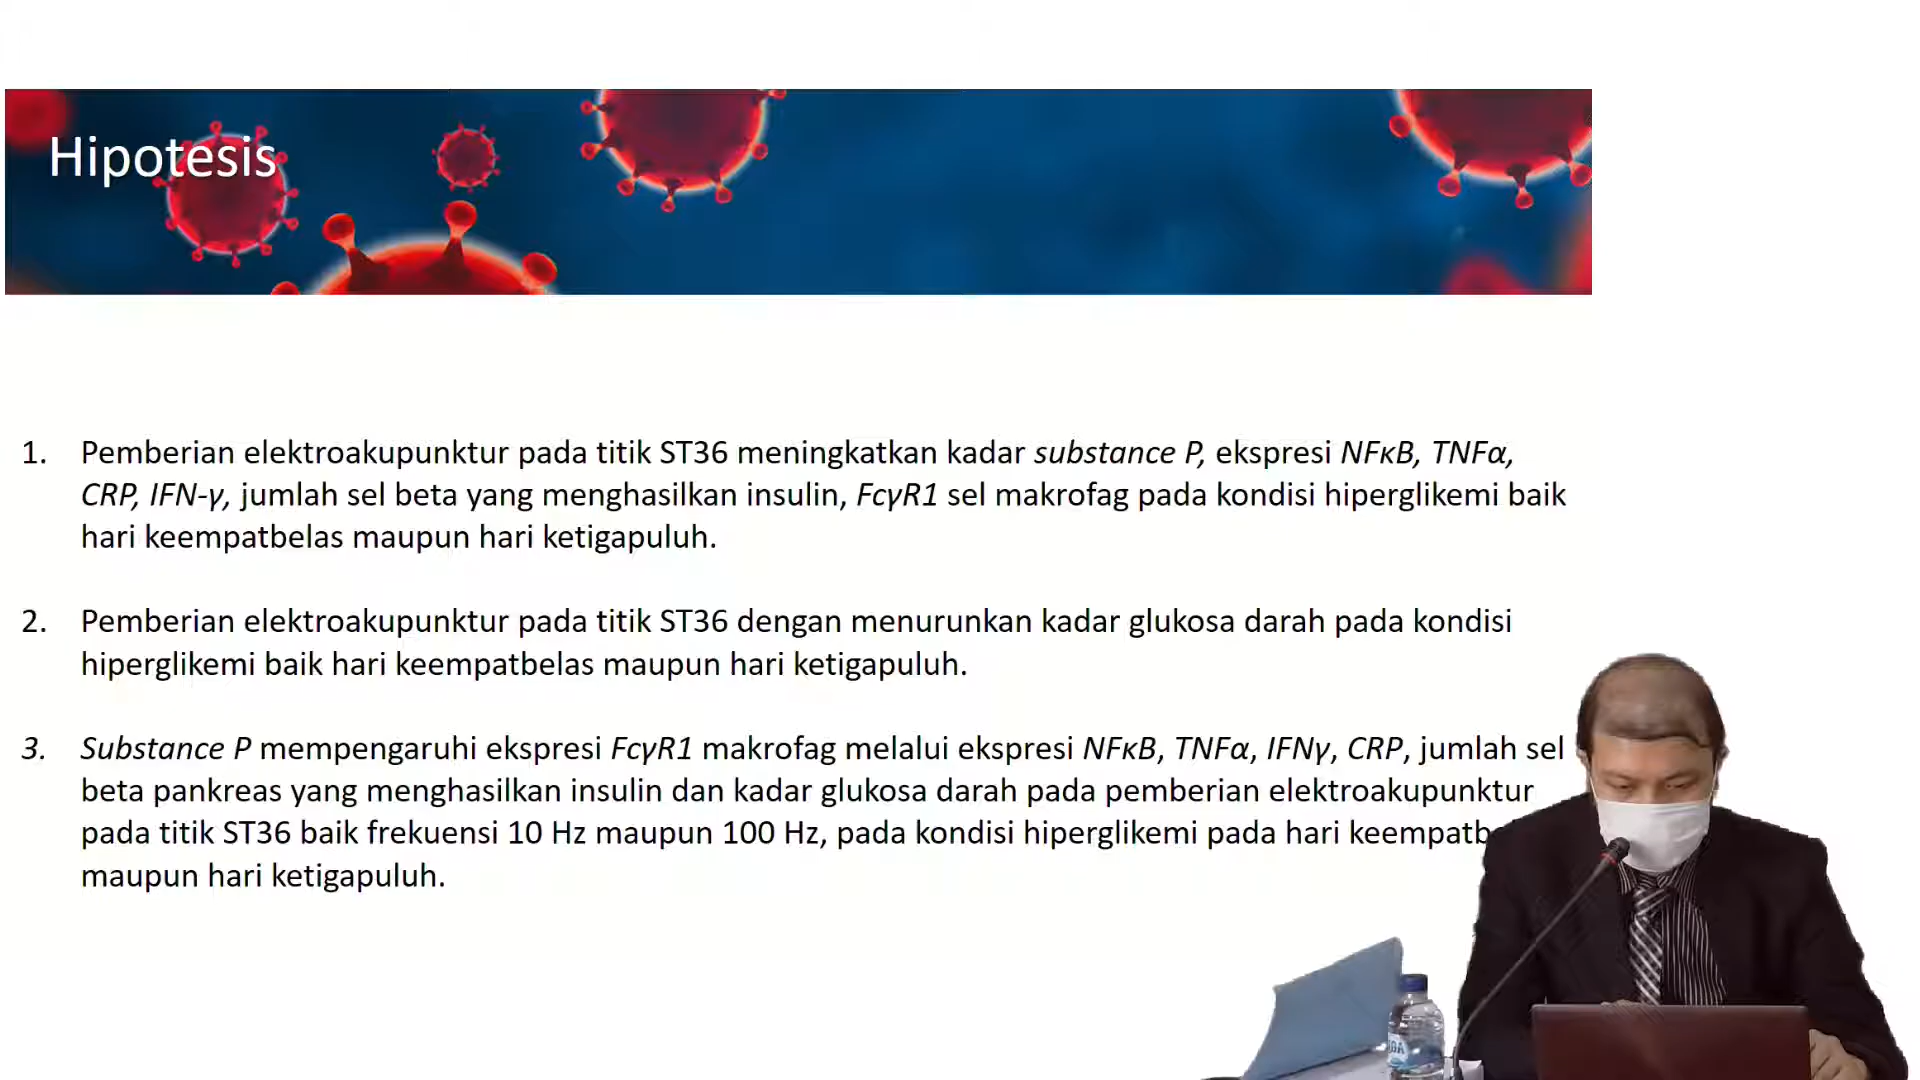 Hipotesis
1. Pemberian elektroakupunktur pada titik ST36 meningkatkan kadar substance P, ekspresi NFκB, TNFα,
CRP, IFN-γ, jumlah sel beta yang menghasilkan insulin, FcγR1 sel makrofag pada kondisi hiperglikemi baik
hari keempatbelas maupun hari ketigapuluh.
2. Pemberian elektroakupunktur pada titik ST36 dengan menurunkan kadar glukosa darah pada kondisi
hiperglikemi baik hari keempatbelas maupun hari ketigapuluh.
3. Substance P mempengaruhi ekspresi FcγR1 makrofag melalui ekspresi NFκB, TNFα, IFNγ, CRP, jumlah sel
beta pankreas yang menghasilkan insulin dan kadar glukosa darah pada pemberian elektroakupunktur
pada titik ST36 baik frekuensi 10 Hz maupun 100 Hz, pada kondisi hiperglikemi pada hari
maupun hari ketigapuluh.